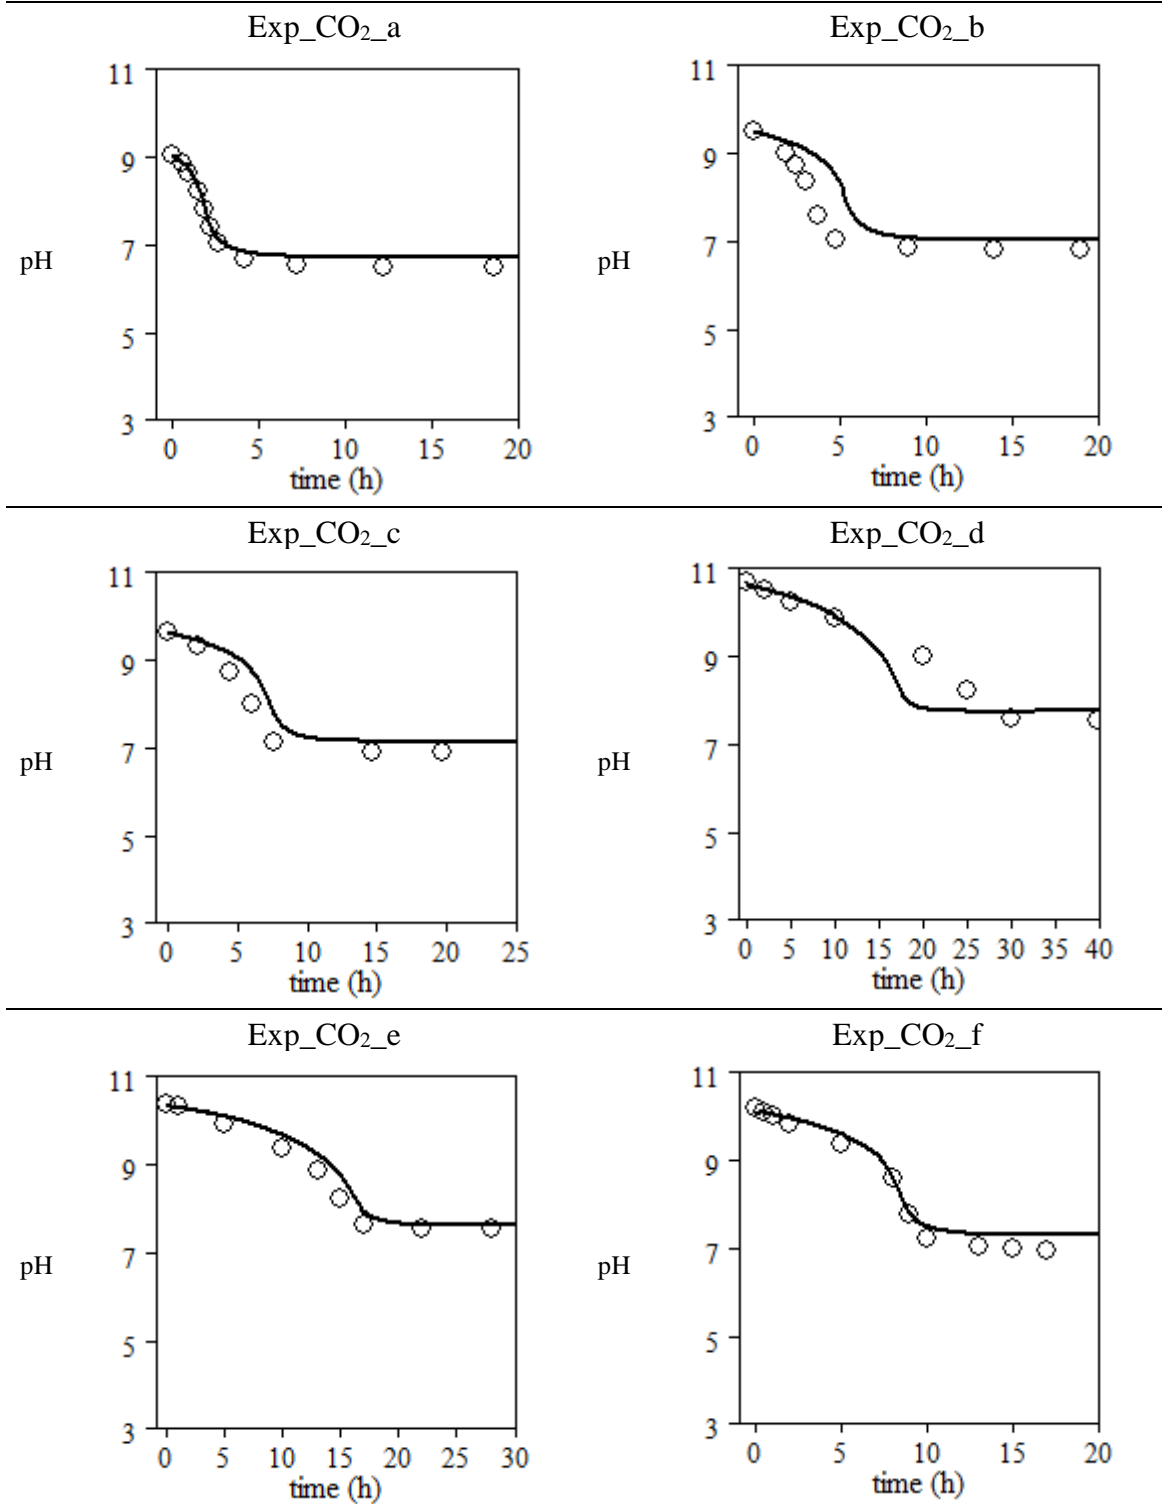 Exp_CO₂_a
Exp_CO₂_b
11
9
7
5
3
pH
0 5 10 15 20
time (h)
11
9
7
5
3
pH
0 5 10 15 20
time (h)
Exp_CO₂_c
Exp_CO₂_d
11
9
7
5
3
pH
0 5 10 15 20 25
time (h)
11
9
7
5
3
pH
0 5 10 15 20 25 30 35 40
time (h)
Exp_CO₂_e
Exp_CO₂_f
11
9
7
5
3
pH
0 5 10 15 20 25 30
time (h)
11
9
7
5
3
pH
0 5 10 15 20
time (h)